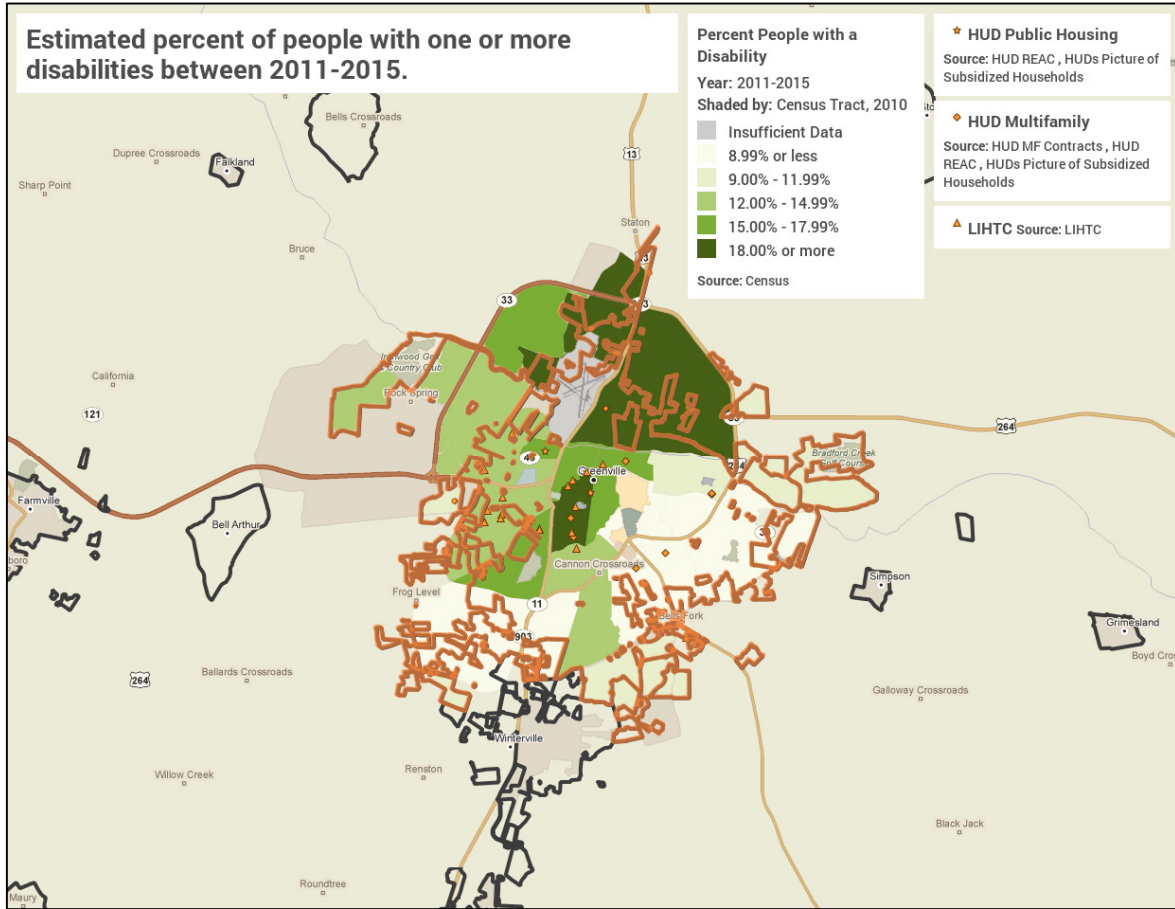 Estimated percent of people with one or more
disabilities between 2011-2015.
Percent People with a
Disability
Year: 2011-2015
Shaded by: Census Tract, 2010
Insufficient Data
8.99% or less
9.00% - 11.99%
12.00% - 14.99%
15.00% - 17.99%
18.00% or more
Source: Census
HUD Public Housing
Source: HUD REAC , HUDs Picture of
Subsidized Households
HUD Multifamily
Source: HUD MF Contracts , HUD
REAC , HUDs Picture of Subsidized
Households
LIHTC Source: LIHTC
Bells Crossroads
Dupree Crossroads
Falkland
Sharp Point
13
Staton
Bruce
33
California
Rock Spring
121
264
Greenville
Farmville
Bell Arthur
Cannon Crossroads
Simpson
Frog Level
11
903
Bells Fork
Grimesland
Ballards Crossroads
264
Galloway Crossroads
Winterville
Willow Creek
Renston
Black Jack
Roundtree
Maury